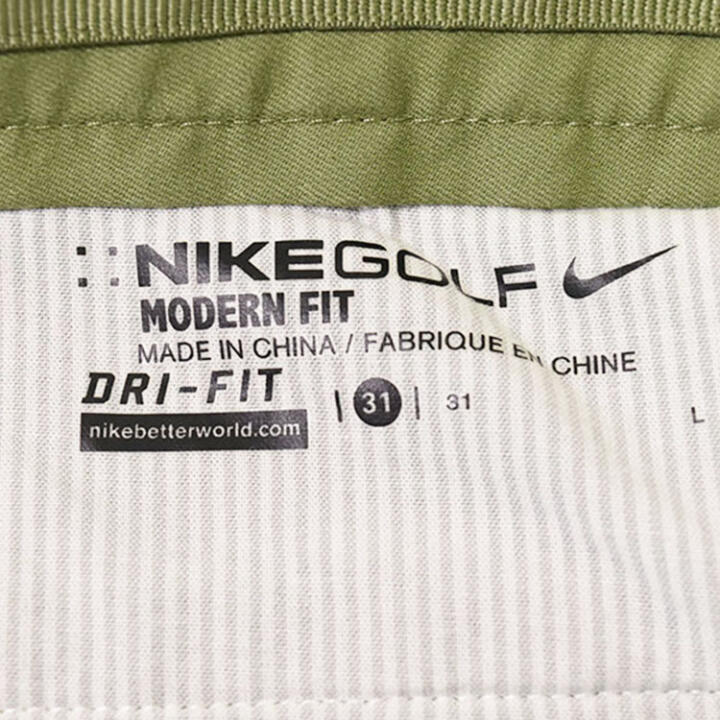 NIKEGOLF
MODERN FIT
MADE IN CHINA / FABRIQUE EN CHINE
DRI-FIT
| 31 | 31 L
nikebetterworld.com